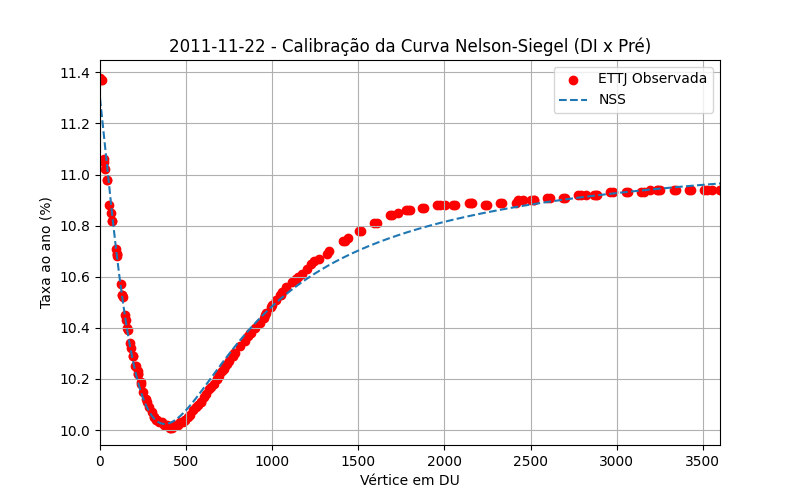 2011-11-22 - Calibração da Curva Nelson-Siegel (DI x Pré)
ETTJ Observada
NSS
Taxa ao ano (%)
11.4
11.2
11.0
10.8
10.6
10.4
10.2
10.0
0 500 1000 1500 2000 2500 3000 3500
Vértice em DU